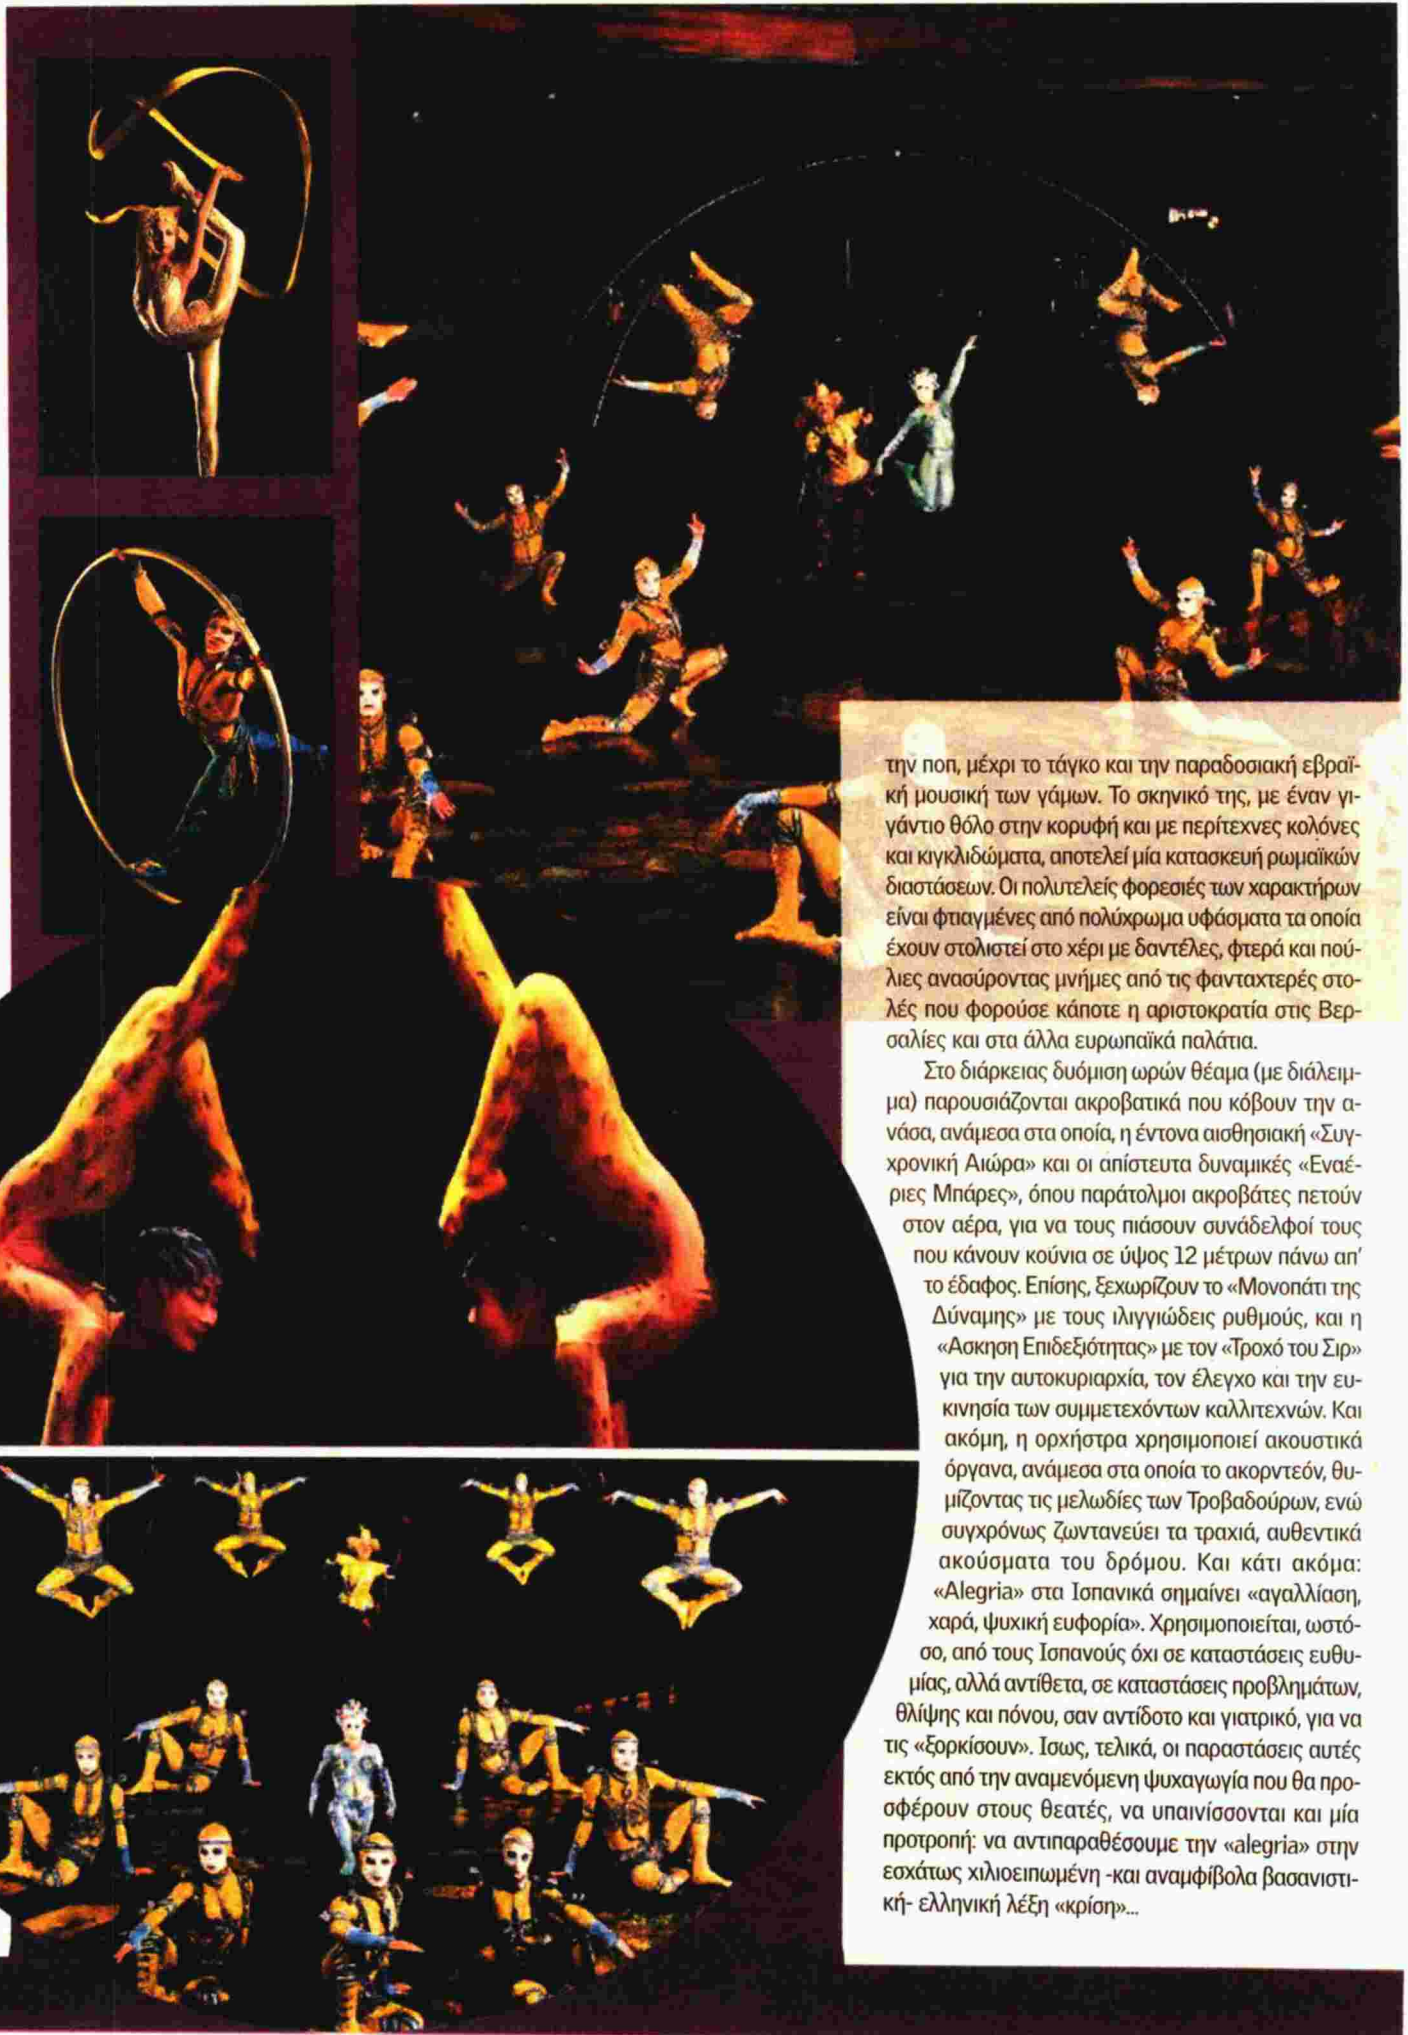 την ποπ, μέχρι το τάγκο και την παραδοσιακή εβραϊ-
κή μουσική των γάμων. Το σκηνικό της, με έναν γι-
γάντιο θόλο στην κορυφή και με περίτεχνες κολόνες
και κιγκλιδώματα, αποτελεί μία κατασκευή ρωμαϊκών
διαστάσεων. Οι πολυτελείς φορεσιές των χαρακτήρων
είναι φτιαγμένες από πολύχρωμα υφάσματα τα οποία
έχουν στολιστεί στο χέρι με δαντέλες, φτερά και πού-
λιες ανασύροντας μνήμες από τις φανταχτερές στο-
λές που φορούσε κάποτε η αριστοκρατία στις Βερ-
σαλίες και στα άλλα ευρωπαϊκά παλάτια.
Στο διάρκειας δυόμιση ωρών θέαμα (με διάλειμ-
μα) παρουσιάζονται ακροβατικά που κόβουν την α-
νάσα, ανάμεσα στα οποία, η έντονα αισθησιακή «Συγ-
χρονική Αιώρα» και οι απίστευτα δυναμικές «Εναέ-
ριες Μπάρες», όπου παράτολμοι ακροβάτες πετούν
στον αέρα, για να τους πιάσουν συνάδελφοί τους
που κάνουν κούνια σε ύψος 12 μέτρων πάνω απ'
το έδαφος. Επίσης, ξεχωρίζουν το «Μονοπάτι της
Δύναμης» με τους ιλιγγιώδεις ρυθμούς, και η
«Ασκηση Επιδεξιότητας» με τον «Τροχό του Σιρ»
για την αυτοκυριαρχία, τον έλεγχο και την ευ-
κινησία των συμμετεχόντων καλλιτεχνών. Και
ακόμη, η ορχήστρα χρησιμοποιεί ακουστικά
όργανα, ανάμεσα στα οποία το ακορντεόν, θυ-
μίζοντας τις μελωδίες των Τροβαδούρων, ενώ
συγχρόνως ζωντανεύει τα τραχιά, αυθεντικά
ακούσματα του δρόμου. Και κάτι ακόμα:
«Alegria» στα Ισπανικά σημαίνει «αγαλλίαση,
χαρά, ψυχική ευφορία». Χρησιμοποιείται, ωστό-
σο, από τους Ισπανούς όχι σε καταστάσεις ευθυ-
μίας, αλλά αντίθετα, σε καταστάσεις προβλημάτων,
θλίψης και πόνου, σαν αντίδοτο και γιατρικό, για να
τις «ξορκίσουν». Ισως, τελικά, οι παραστάσεις αυτές
εκτός από την αναμενόμενη ψυχαγωγία που θα προ-
σφέρουν στους θεατές, να υπαινίσσονται και μία
προτροπή: να αντιπαραθέσουμε την «alegria» στην
εσχάτως χιλιοειπωμένη -και αναμφίβολα βασανιστι-
κή- ελληνική λέξη «κρίση»...